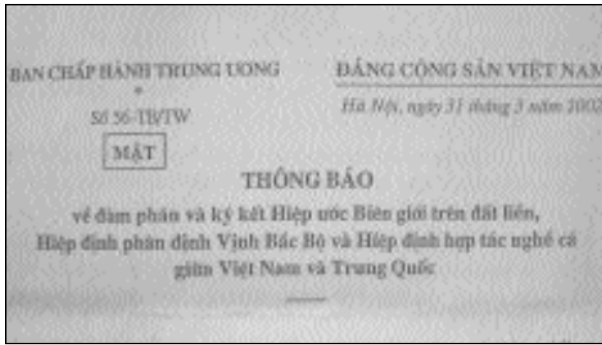 BAN CHẤP HÀNH TRUNG ƯƠNG
ĐẢNG CỘNG SẢN VIỆT NAM
*
Số 56-TB/TW
Hà Nội, ngày 31 tháng 3 năm
MẬT
THÔNG BÁO
về đàm phán và ký kết Hiệp ước Biên giới trên đất liền,
Hiệp định phân định Vịnh Bắc Bộ và Hiệp định hợp tác nghề cá
giữa Việt Nam và Trung Quốc